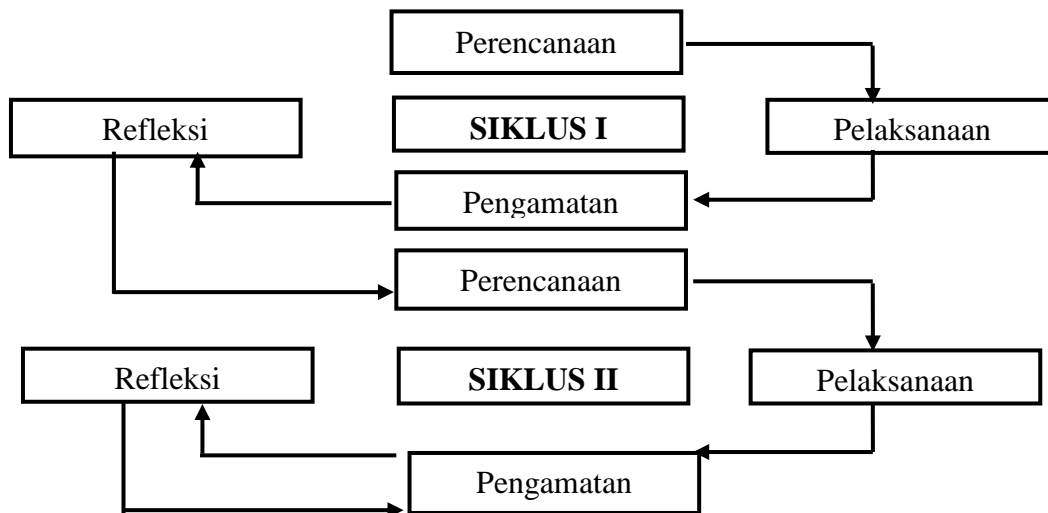 Perencanaan
Refleksi
SIKLUS I
Pelaksanaan
Pengamatan
Perencanaan
Refleksi
SIKLUS II
Pelaksanaan
Pengamatan